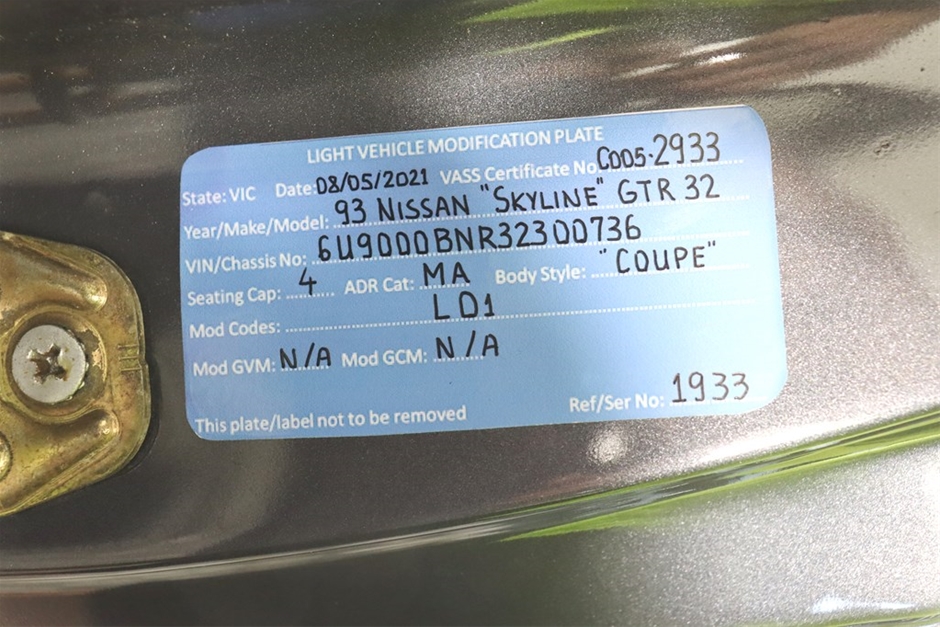 LIGHT VEHICLE MODIFICATION PLATE
State: VIC Date: 08/05/2021 VASS Certificate No C005-2933
Year/Make/Model: 93 NISSAN "SKYLINE" GTR 32
VIN/Chassis No: 6U9000BNR32300736
Seating Cap: 4 ADR Cat: MA Body Style: "COUPE"
Mod Codes: LD1
Mod GVM: N/A Mod GCM: N/A
This plate/label not to be removed Ref/Ser No: 1933